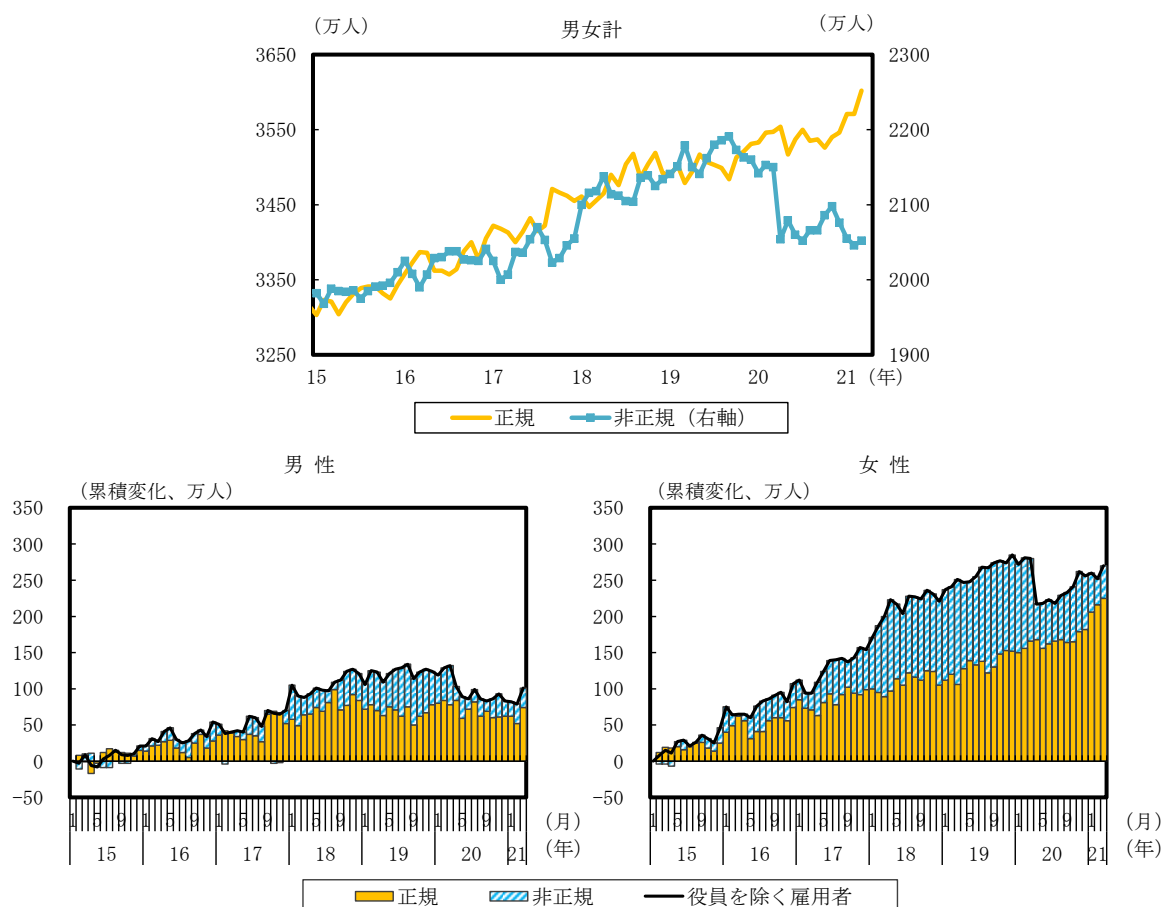 男女計
（万人）
（万人）
3650
3550
3450
3350
3250
2300
2200
2100
2000
1900
15 16 17 18 19 20 21 （年）
正規 非正規（右軸）
男 性
（累積変化、万人）
350
300
250
200
150
100
50
0
−50
1 5 9 1 5 9 1 5 9 1 5 9 1 5 9 1 5 9 1 （月）
15 16 17 18 19 20 21 （年）
女 性
（累積変化、万人）
350
300
250
200
150
100
50
0
−50
1 5 9 1 5 9 1 5 9 1 5 9 1 5 9 1 5 9 1 （月）
15 16 17 18 19 20 21 （年）
正規 非正規 役員を除く雇用者